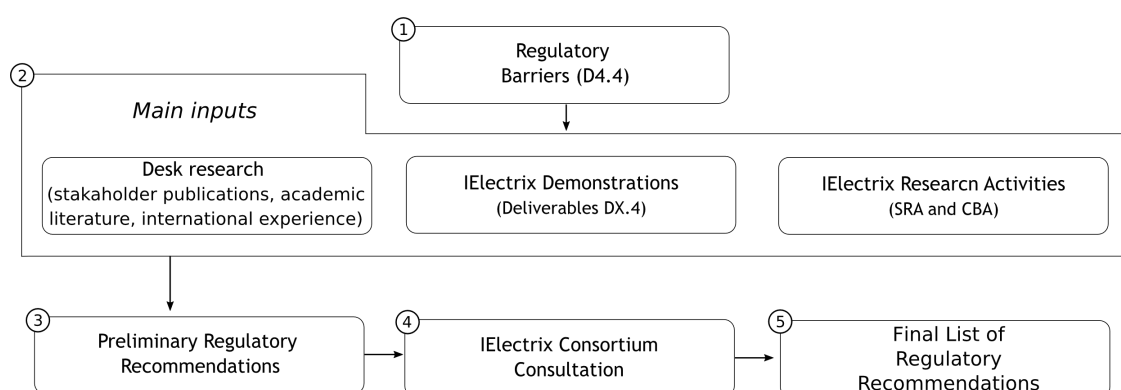 1
Regulatory
Barriers (D4.4)
2
Main inputs
Desk research
(stakaholder publications, academic
literature, international experience)
IElectrix Demonstrations
(Deliverables DX.4)
IElectrix Researcn Activities
(SRA and CBA)
3
Preliminary Regulatory
Recommendations
4
IElectrix Consortium
Consultation
5
Final List of
Regulatory
Recommendations